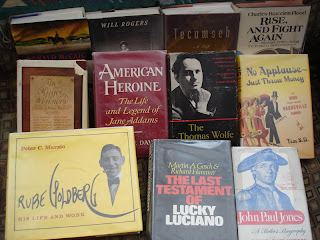 WILL ROGERS
Tecumseh
Charles Bracelen Flood
RISE,
AND FIGHT
AGAIN
AMERICAN
HEROINE
The Life
and Legend of
Jane Addams
The
Thomas Wolfe
No Applause—
Just Throw Money
Peter C. Marzio
RUBE GOLDBERG
HIS LIFE AND WORK
Martin A. Gosch &
Richard Hammer
THE LAST
TESTAMENT
OF
LUCKY
LUCIANO
John Paul Jones
A Sailor's Biography